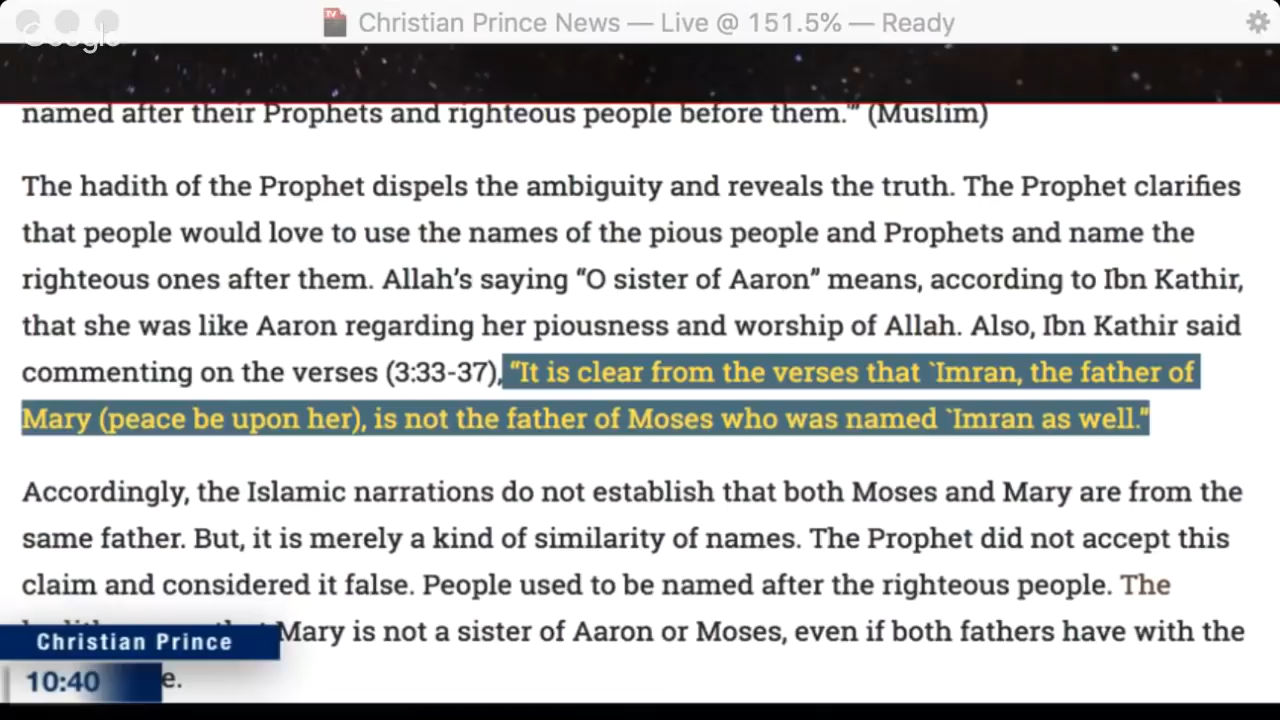 Christian Prince News — Live @ 151.5% — Ready
Google
named after their Prophets and righteous people before them.'" (Muslim)
The hadith of the Prophet dispels the ambiguity and reveals the truth. The Prophet clarifies
that people would love to use the names of the pious people and Prophets and name the
righteous ones after them. Allah’s saying “O sister of Aaron” means, according to Ibn Kathir,
that she was like Aaron regarding her piousness and worship of Allah. Also, Ibn Kathir said
commenting on the verses (3:33-37), “It is clear from the verses that `Imran, the father of
Mary (peace be upon her), is not the father of Moses who was named `Imran as well.”
Accordingly, the Islamic narrations do not establish that both Moses and Mary are from the
same father. But, it is merely a kind of similarity of names. The Prophet did not accept this
claim and considered it false. People used to be named after the righteous people. The
Mary is not a sister of Aaron or Moses, even if both fathers have with the
Christian Prince
10:40
e.